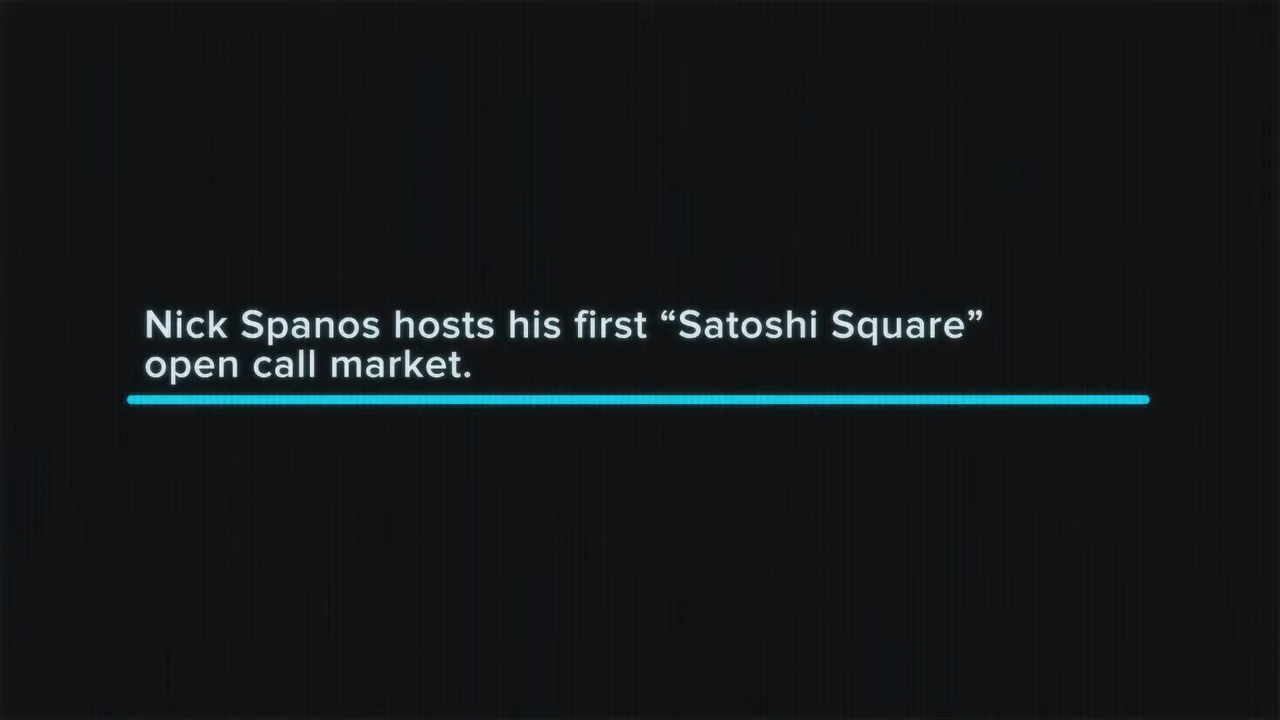 Nick Spanos hosts his first “Satoshi Square”
open call market.